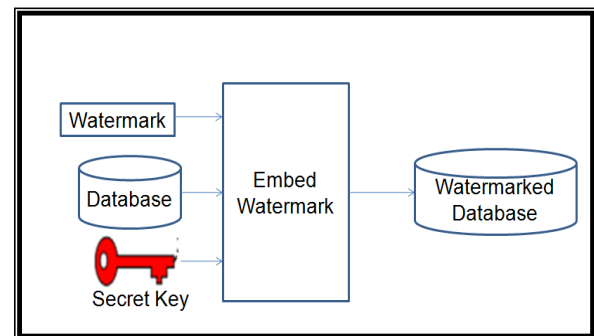 Watermark
Database
Secret Key
Embed
Watermark
Watermarked
Database